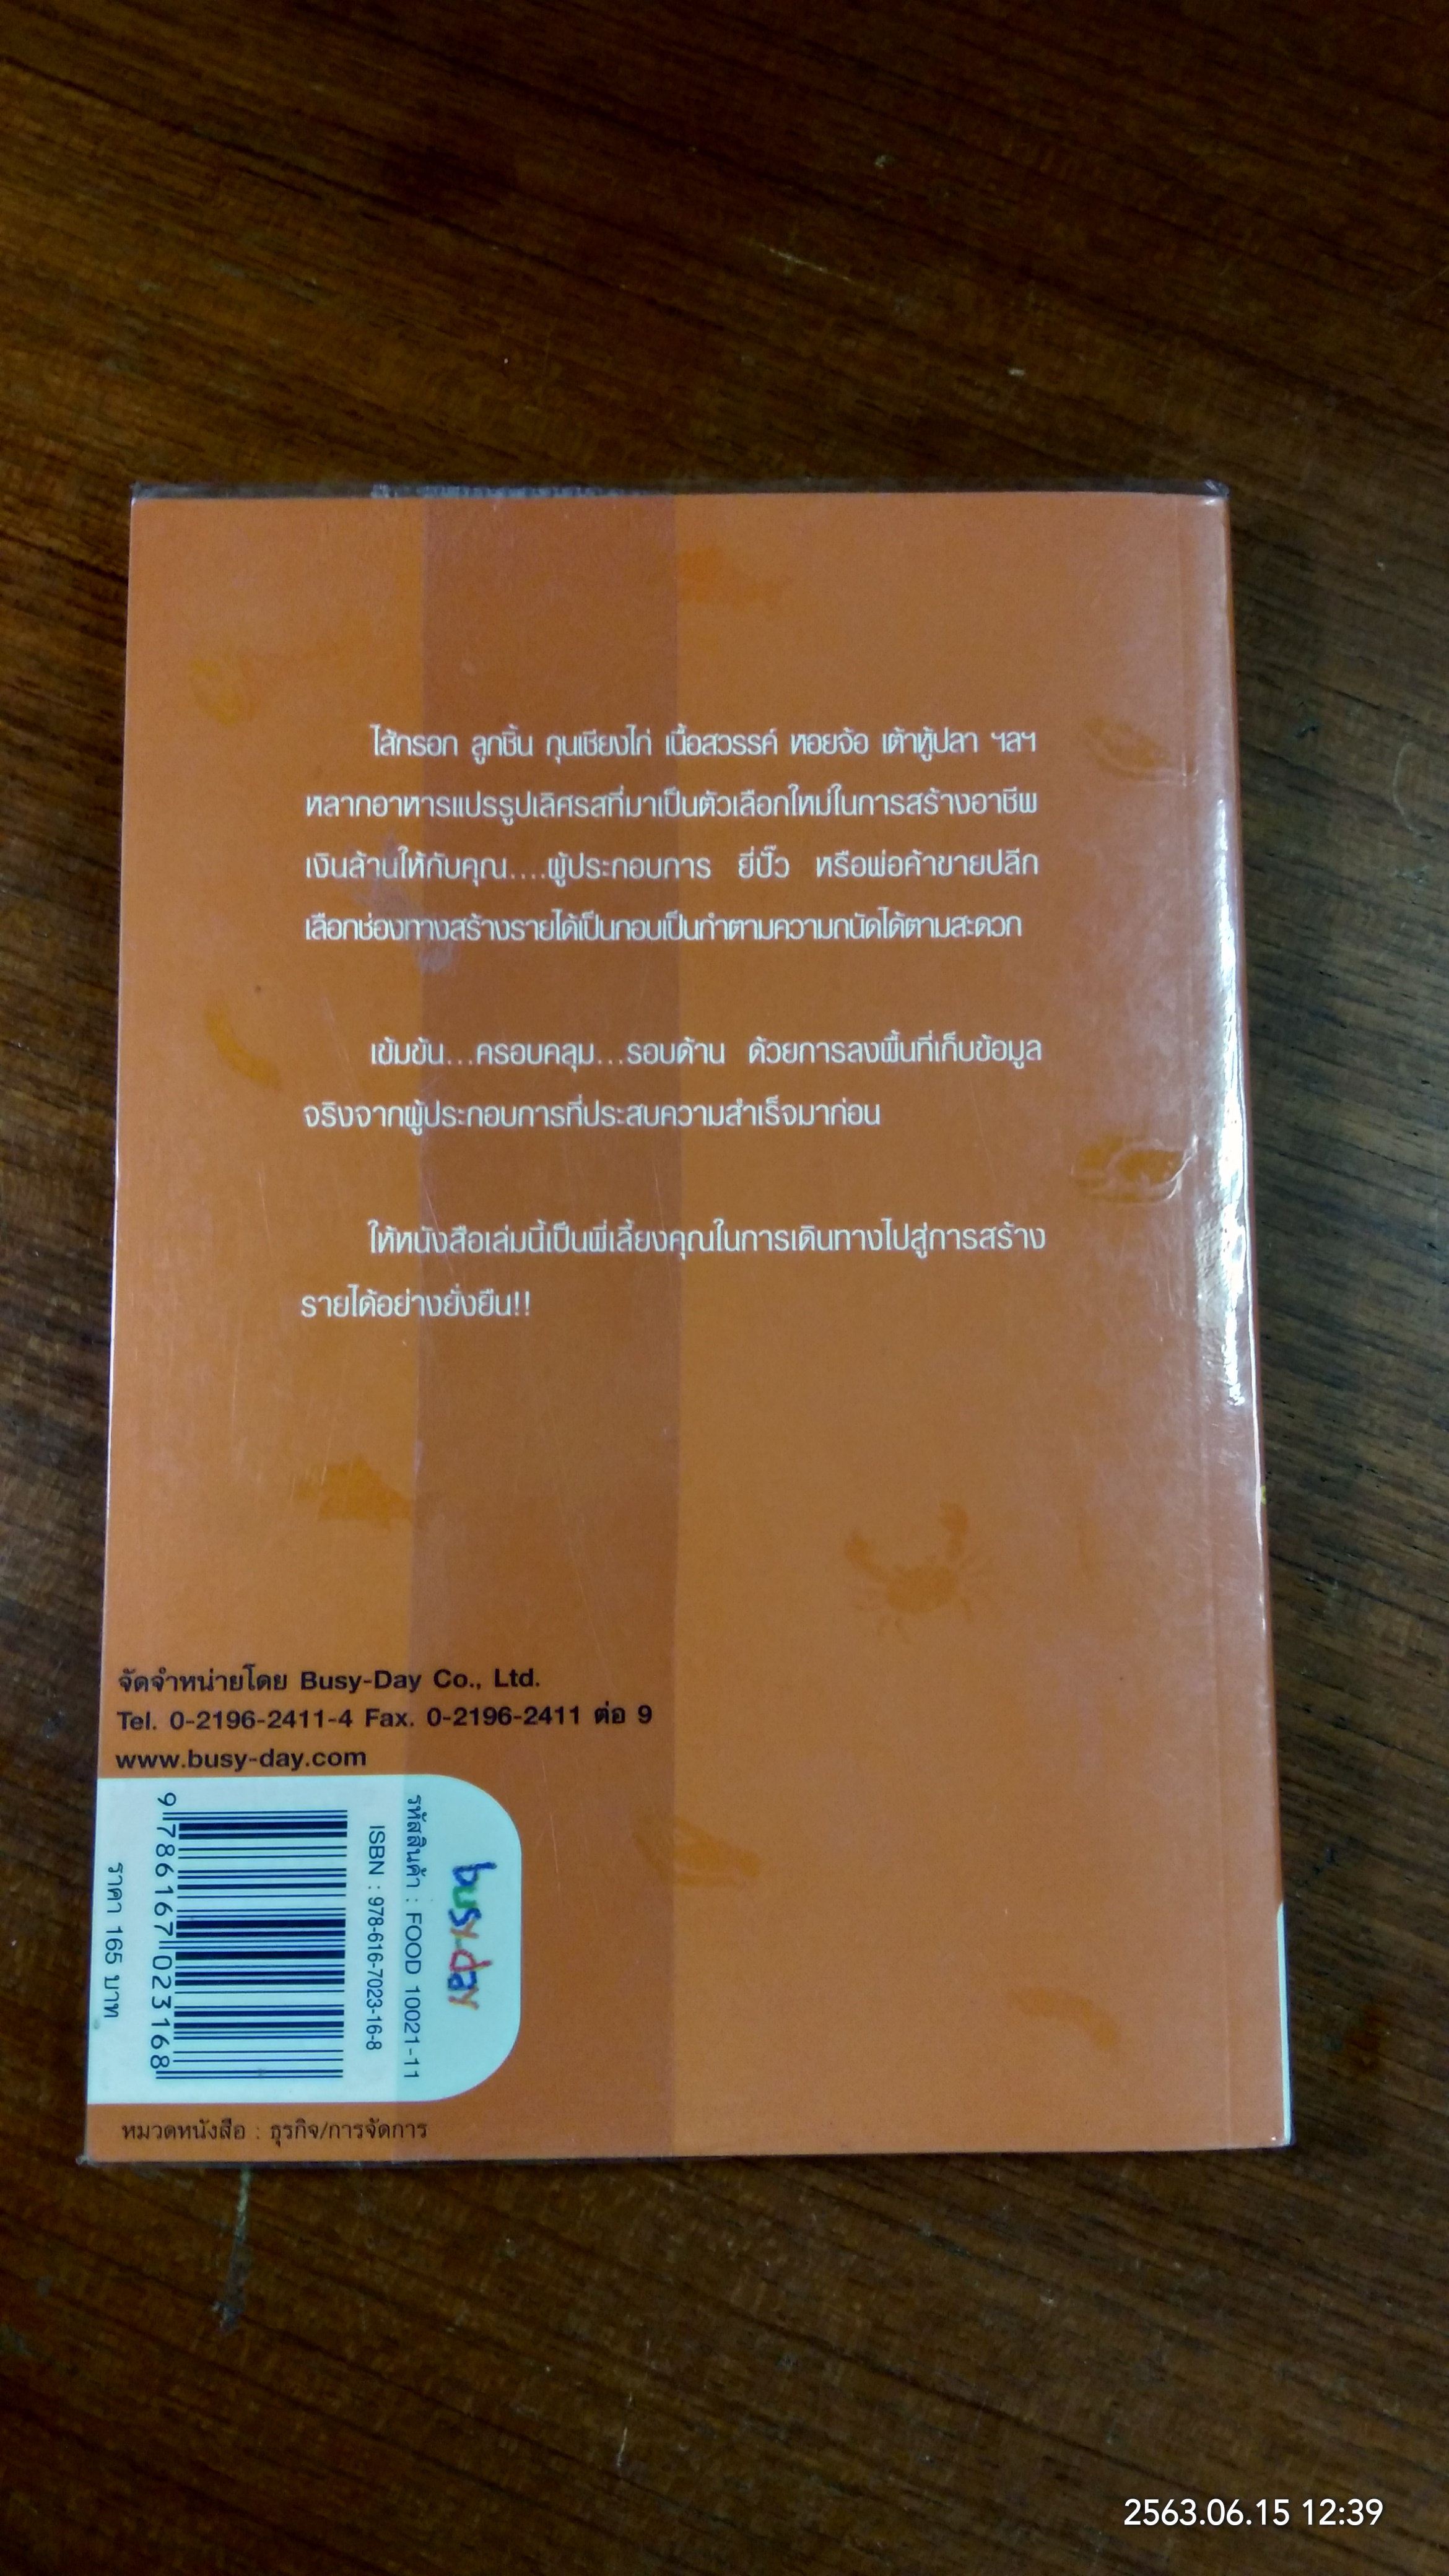 ไส้กรอก ลูกชิ้น กุนเชียงไก่ เนื้อสวรรค์ หอยจ้อ เต้าหู้ปลา ฯลฯ
หลากอาหารแปรรูปเลิศรสที่มาเป็นตัวเลือกใหม่ในการสร้างอาชีพ
เงินล้านให้กับคุณ....ผู้ประกอบการ ยี่ปั๊ว หรือพ่อค้าขายปลีก
เลือกช่องทางสร้างรายได้เป็นกอบเป็นกำตามความถนัดได้ตามสะดวก
เข้มข้น...ครอบคลุม...รอบด้าน ด้วยการลงพื้นที่เก็บข้อมูล
จริงจากผู้ประกอบการที่ประสบความสำเร็จมาก่อน
ให้หนังสือเล่มนี้เป็นพี่เลี้ยงคุณในการเดินทางไปสู่การสร้าง
รายได้อย่างยั่งยืน!!
จัดจำหน่ายโดย Busy-Day Co., Ltd.
Tel. 0-2196-2411-4 Fax. 0-2196-2411 ต่อ 9
www.busy-day.com
busy-day
รหัสสินค้า : FOOD 10021-11
ISBN : 978-616-7023-16-8
9 786167 023168
ราคา 165 บาท
หมวดหนังสือ : ธุรกิจ/การจัดการ
2563.06.15 12:39